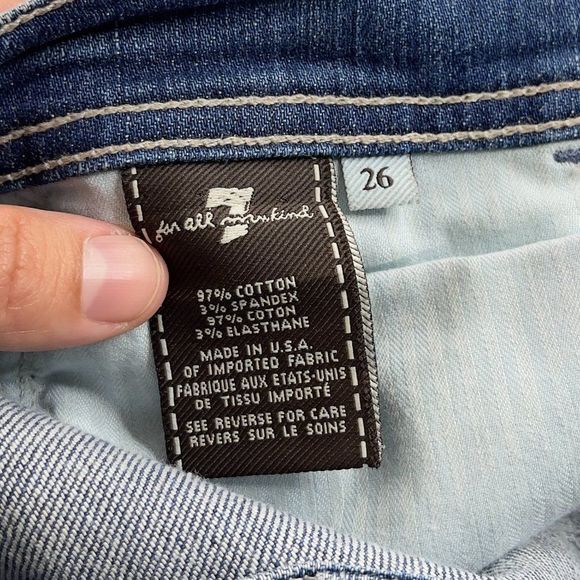 7
for all mankind
26
97% COTTON
3% SPANDEX
97% COTON
3% ELASTHANE
MADE IN U.S.A.
OF IMPORTED FABRIC
FABRIQUE AUX ETATS-UNIS
DE TISSU IMPORTÉ
SEE REVERSE FOR CARE
REVERS SUR LE SOINS